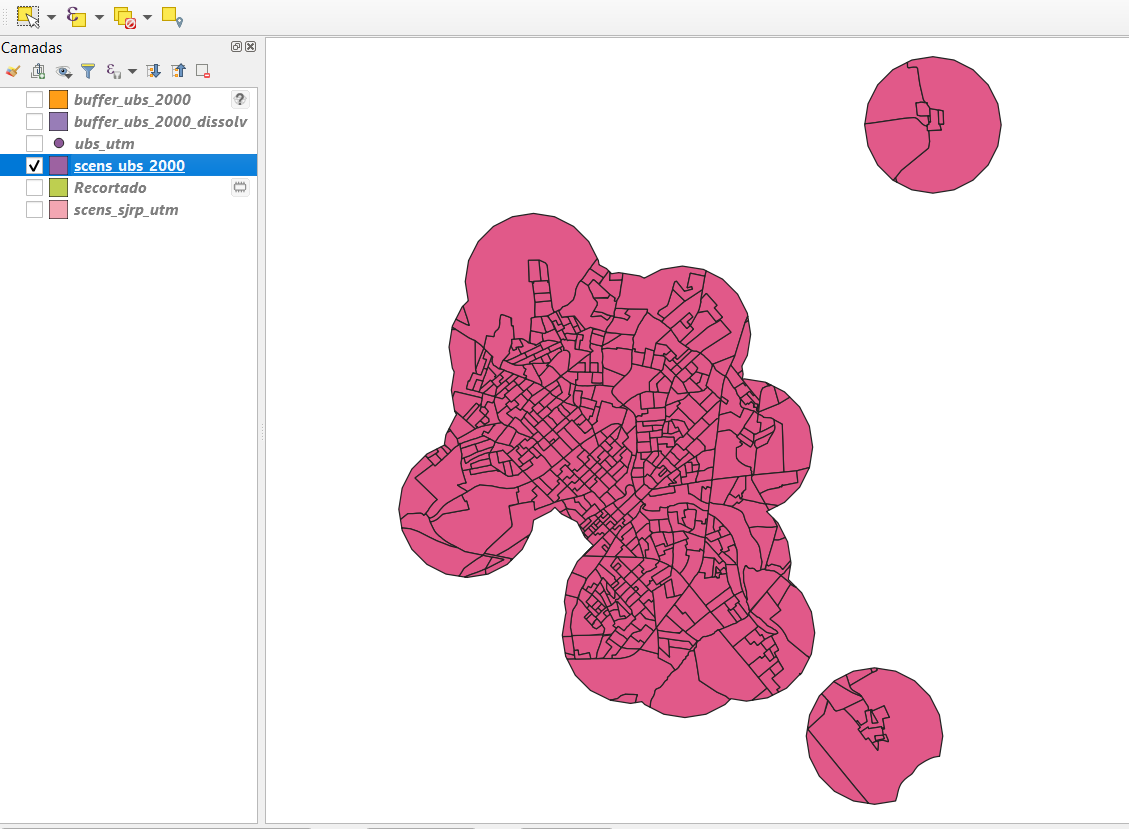 Camadas
buffer_ubs_2000
?
buffer_ubs_2000_dissolv
ubs_utm
scens_ubs_2000
Recortado
scens_sjrp_utm